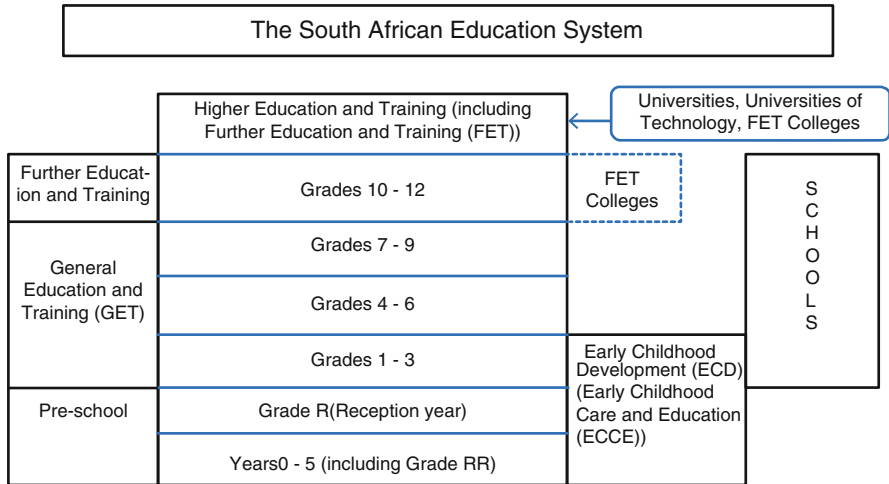 The South African Education System
Higher Education and Training (including
Further Education and Training (FET))
Universities, Universities of
Technology, FET Colleges
Further Educat-
ion and Training
Grades 10 - 12
FET
Colleges
S
C
H
O
O
L
S
General
Education and
Training (GET)
Grades 7 - 9
Grades 4 - 6
Grades 1 - 3
Early Childhood
Development (ECD)
(Early Childhood
Care and Education
(ECCE))
Pre-school
Grade R(Reception year)
Years0 - 5 (including Grade RR)